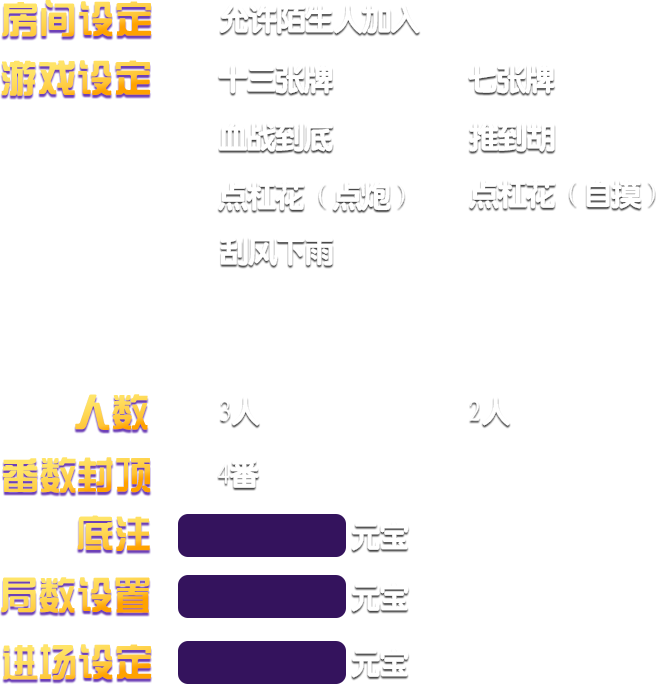 房间设定 允许陌生人加入
游戏设定 十三张牌 七张牌
血战到底 推到胡
点杠花（点炮） 点杠花（自摸）
刮风下雨
人数 3人 2人
番数封顶 4番
底注 元宝
局数设置 元宝
进场设定 元宝